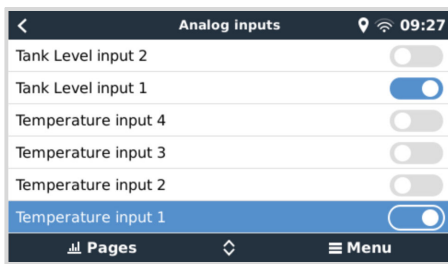 Analog inputs 09:27
Tank Level input 2
Tank Level input 1
Temperature input 4
Temperature input 3
Temperature input 2
Temperature input 1
Pages Menu